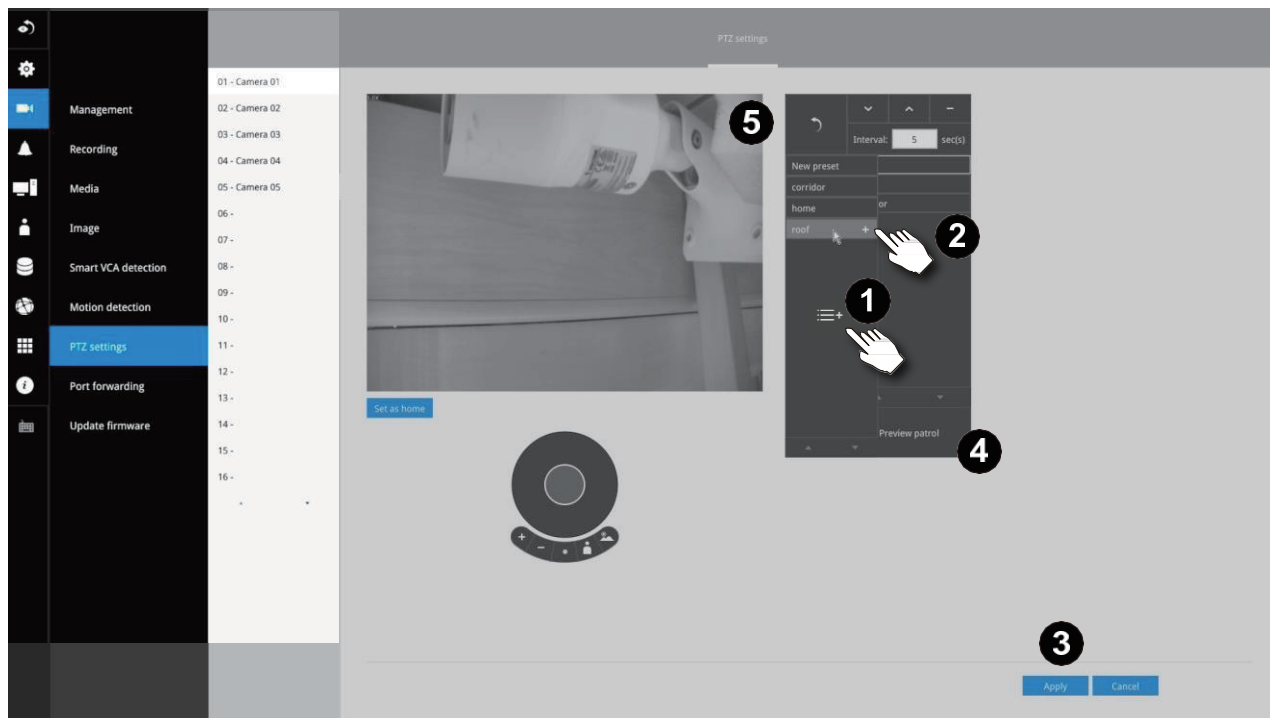 PTZ settings
Management
Recording
Media
Image
Smart VCA detection
Motion detection
PTZ settings
Port forwarding
Update firmware
01 - Camera 01
02 - Camera 02
03 - Camera 03
04 - Camera 04
05 - Camera 05
06 -
07 -
08 -
09 -
10 -
11 -
12 -
13 -
14 -
15 -
16 -
5
Set as home
Interval: 5 sec(s)
New preset
corridor
home
or
roof +
2
1
Preview patrol
4
3
Apply Cancel